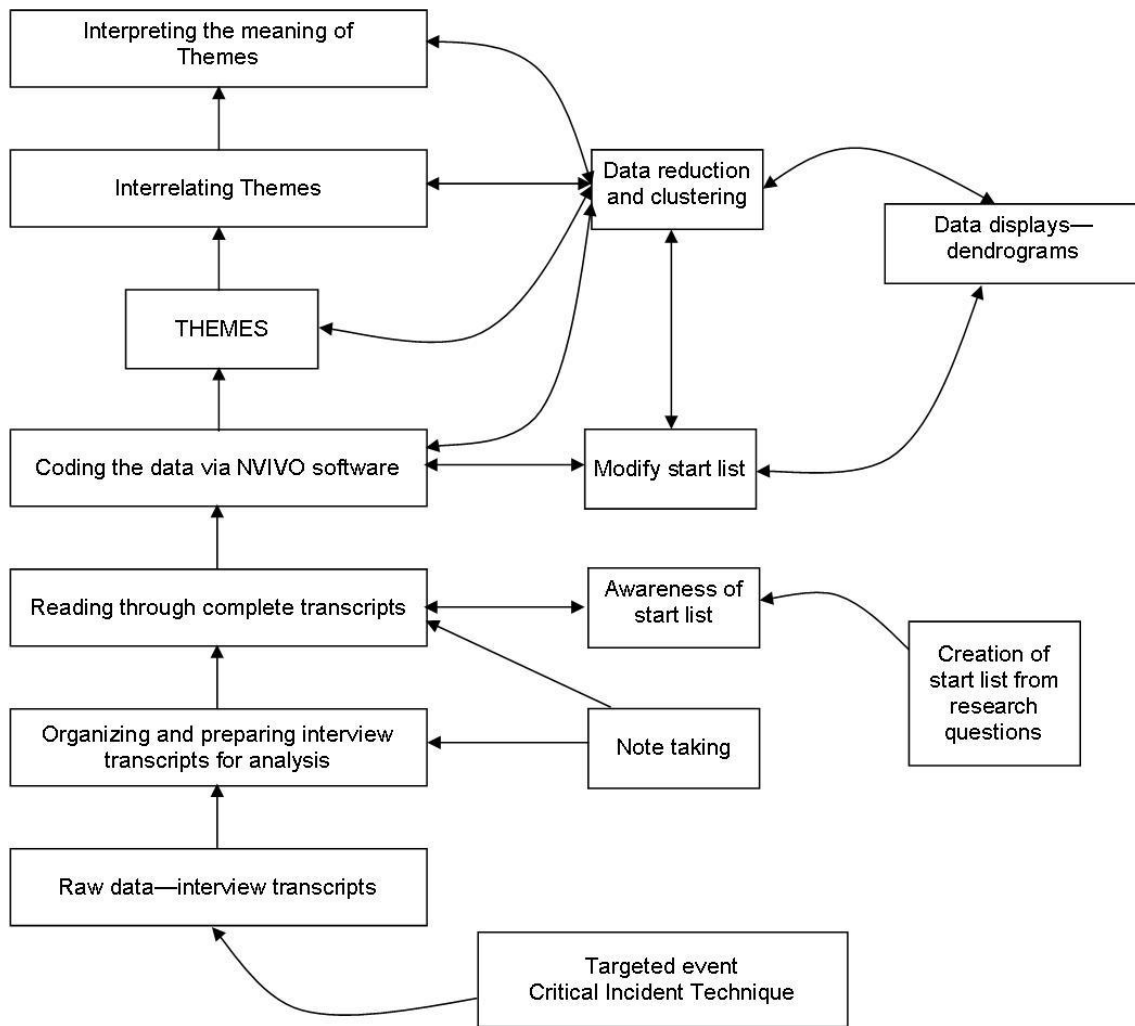 Interpreting the meaning of
Themes
Interrelating Themes
Data reduction
and clustering
Data displays—
dendrograms
THEMES
Coding the data via NVIVO software
Modify start list
Reading through complete transcripts
Awareness of
start list
Creation of
start list from
research
questions
Organizing and preparing interview
transcripts for analysis
Note taking
Raw data—interview transcripts
Targeted event
Critical Incident Technique